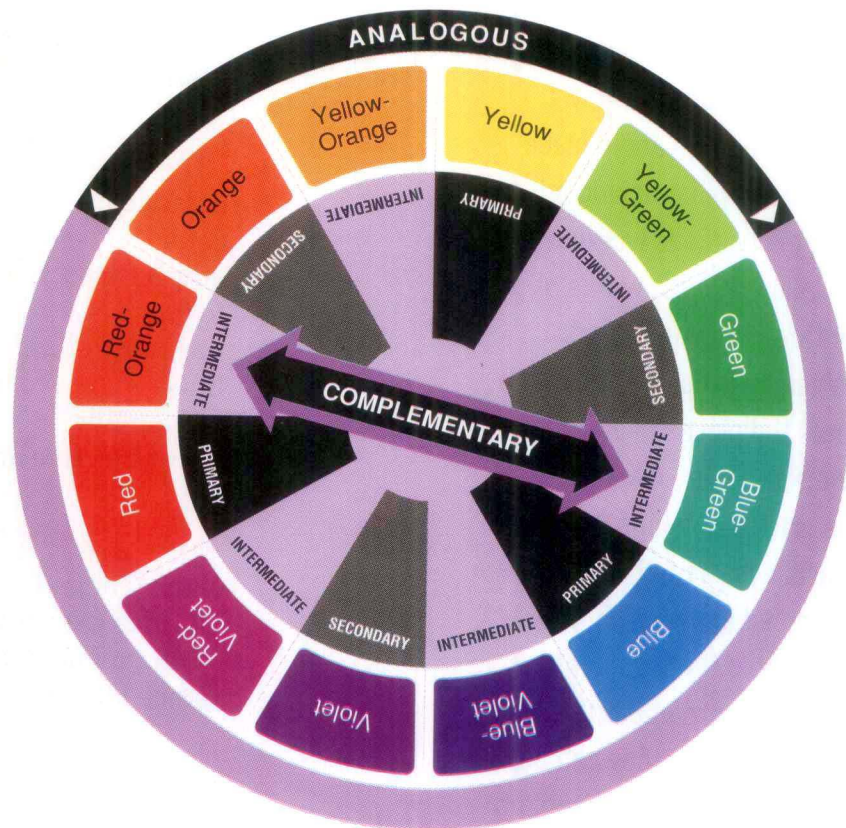 ANALOGOUS
Yellow-
Orange
Yellow
Yellow-
Green
Green
Blue-
Green
Blue
Blue-
Violet
Violet
Red-
Violet
Red
Red-
Orange
Orange
INTERMEDIATE
PRIMARY
INTERMEDIATE
SECONDARY
INTERMEDIATE
PRIMARY
INTERMEDIATE
SECONDARY
INTERMEDIATE
PRIMARY
INTERMEDIATE
SECONDARY
COMPLEMENTARY